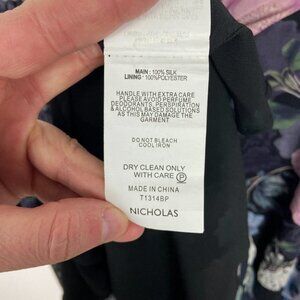 MAIN : 100% SILK
LINING : 100%POLYESTER
HANDLE WITH EXTRA CARE
PLEASE AVOID PERFUME
DEODORANTS. PERSPIRATION
& ALCOHOL BASED SOLUTIONS
AS THIS MAY DAMAGE THE
GARMENT
DO NOT BLEACH
COOL IRON
DRY CLEAN ONLY
WITH CARE P
MADE IN CHINA
T1314BP
NICHOLAS